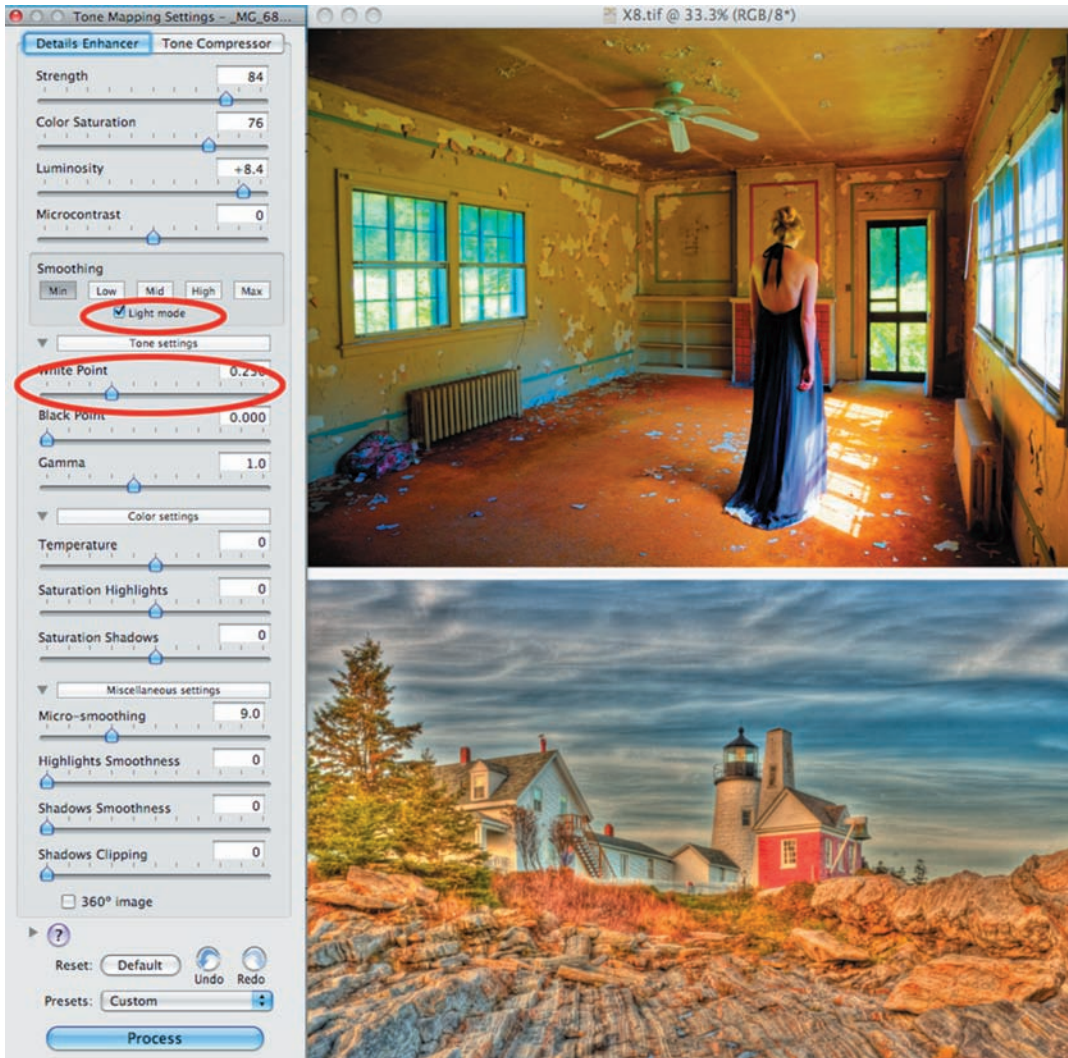 Tone Mapping Settings - _MG_68...
X8.tif @ 33.3% (RGB/8*)
Details Enhancer
Tone Compressor
Strength 84
Color Saturation 76
Luminosity +8.4
Microcontrast 0
Smoothing
Min Low Mid High Max
Light mode
Tone settings
White Point 0.250
Black Point 0.000
Gamma 1.0
Color settings
Temperature 0
Saturation Highlights 0
Saturation Shadows 0
Miscellaneous settings
Micro-smoothing 9.0
Highlights Smoothness 0
Shadows Smoothness 0
Shadows Clipping 0
360° image
?
Reset: Default
Undo Redo
Presets: Custom
Process